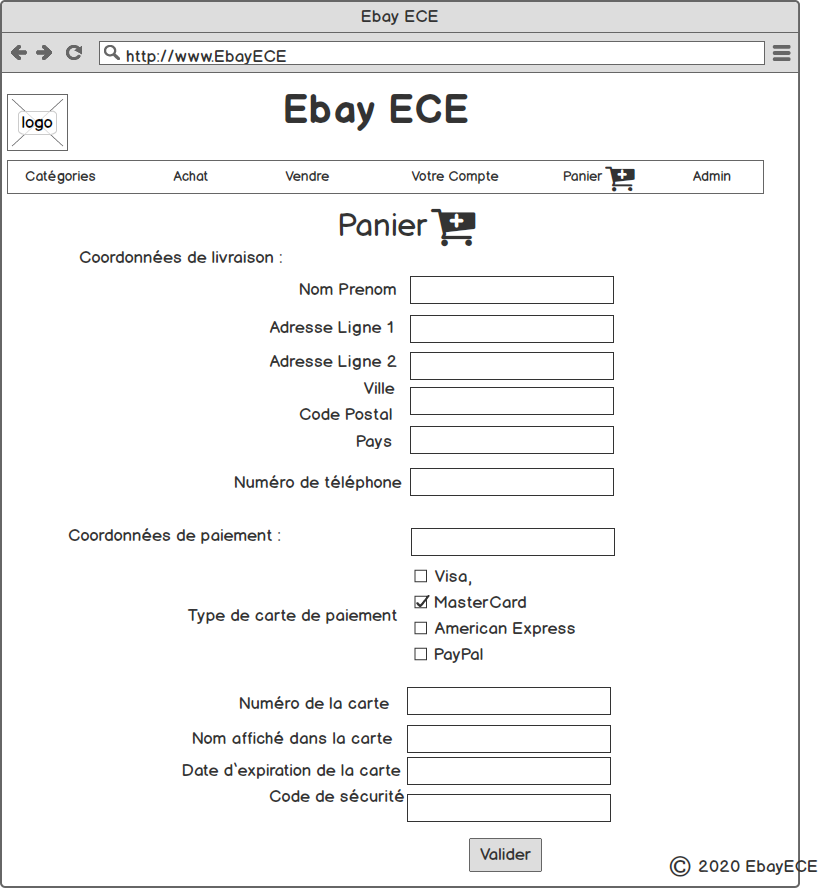 Ebay ECE
http://www.EbayECE
logo
Ebay ECE
Catégories Achat Vendre Votre Compte Panier Admin
Panier
Coordonnées de livraison :
Nom Prenom
Adresse Ligne 1
Adresse Ligne 2
Ville
Code Postal
Pays
Numéro de téléphone
Coordonnées de paiement :
Visa,
MasterCard
Type de carte de paiement
American Express
PayPal
Numéro de la carte
Nom affiché dans la carte
Date d`expiration de la carte
Code de sécurité
Valider
© 2020 EbayECE